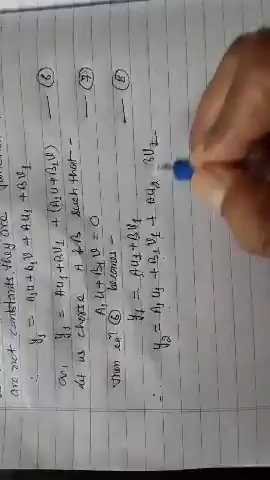 are not constants, they are function
∴ y₁ = A₁u + B₁V + Au₁ + BV₁
or, y₁ = Au₁ + BV₁ + (A₁u + B₁V) — ⑥
Let us choose A & B such that -
A₁u + B₁V = 0 — ⑦
Then eqⁿ ⑥ becomes -
y₁ = Au₁ + BV₁ — ⑧
∴ y₂ = A₁u₁ + B₁V₁ + Au₂ BV₂